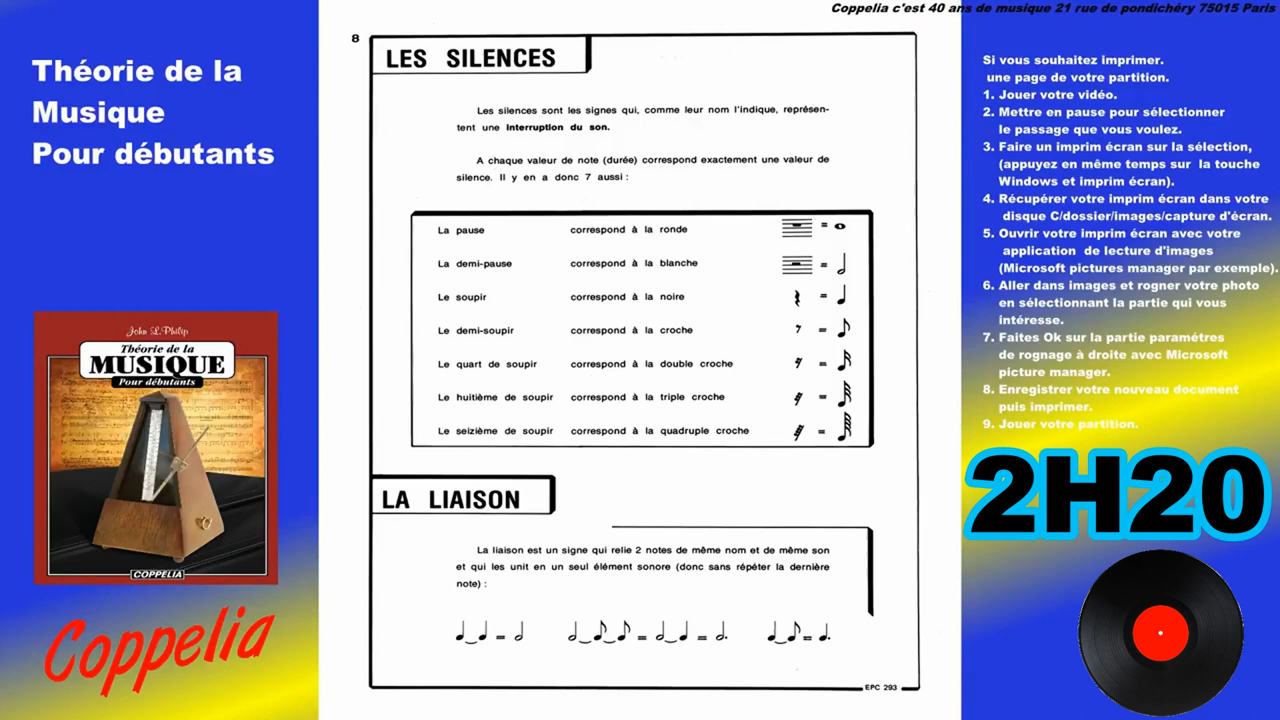 Coppelia c'est 40 ans de musique 21 rue de pondichéry 75015 Paris
Théorie de la
Musique
Pour débutants
John L. Philip
Théorie de la
MUSIQUE
Pour débutants
COPPELIA
Coppelia
8
LES SILENCES
Les silences sont les signes qui, comme leur nom l'indique, représen-
tent une interruption du son.
A chaque valeur de note (durée) correspond exactement une valeur de
silence. Il y en a donc 7 aussi :
La pause correspond à la ronde =
La demi-pause correspond à la blanche =
Le soupir correspond à la noire =
Le demi-soupir correspond à la croche =
Le quart de soupir correspond à la double croche =
Le huitième de soupir correspond à la triple croche =
Le seizième de soupir correspond à la quadruple croche =
LA LIAISON
La liaison est un signe qui relie 2 notes de même nom et de même son
et qui les unit en un seul élément sonore (donc sans répéter la dernière
note) :
= = = =
EPC 293
Si vous souhaitez imprimer.
une page de votre partition.
1. Jouer votre vidéo.
2. Mettre en pause pour sélectionner
le passage que vous voulez.
3. Faire un imprim écran sur la sélection,
(appuyez en même temps sur la touche
Windows et imprim écran).
4. Récupérer votre imprim écran dans votre
disque C/dossier/images/capture d'écran.
5. Ouvrir votre imprim écran avec votre
application de lecture d'images
(Microsoft pictures manager par exemple).
6. Aller dans images et rogner votre photo
en sélectionnant la partie qui vous
intéresse.
7. Faites Ok sur la partie paramétres
de rognage à droite avec Microsoft
picture manager.
8. Enregistrer votre nouveau document
puis imprimer.
9. Jouer votre partition.
2H20